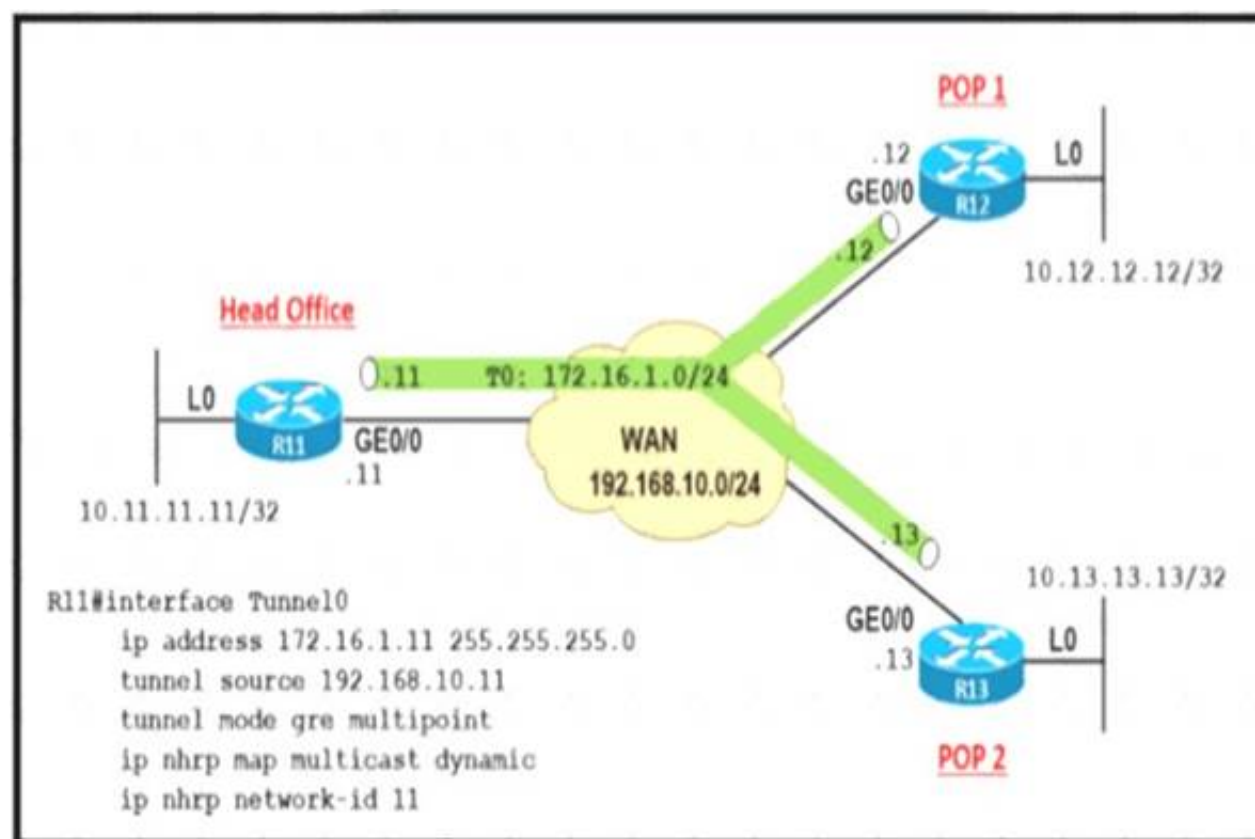 POP 1
.12
GE0/0
R12
L0
.12
10.12.12.12/32
Head Office
.11
T0: 172.16.1.0/24
L0
R11
GE0/0
.11
WAN
192.168.10.0/24
10.11.11.11/32
.13
10.13.13.13/32
GE0/0
.13
R13
L0
POP 2
R11#interface Tunnel0
ip address 172.16.1.11 255.255.255.0
tunnel source 192.168.10.11
tunnel mode gre multipoint
ip nhrp map multicast dynamic
ip nhrp network-id 11